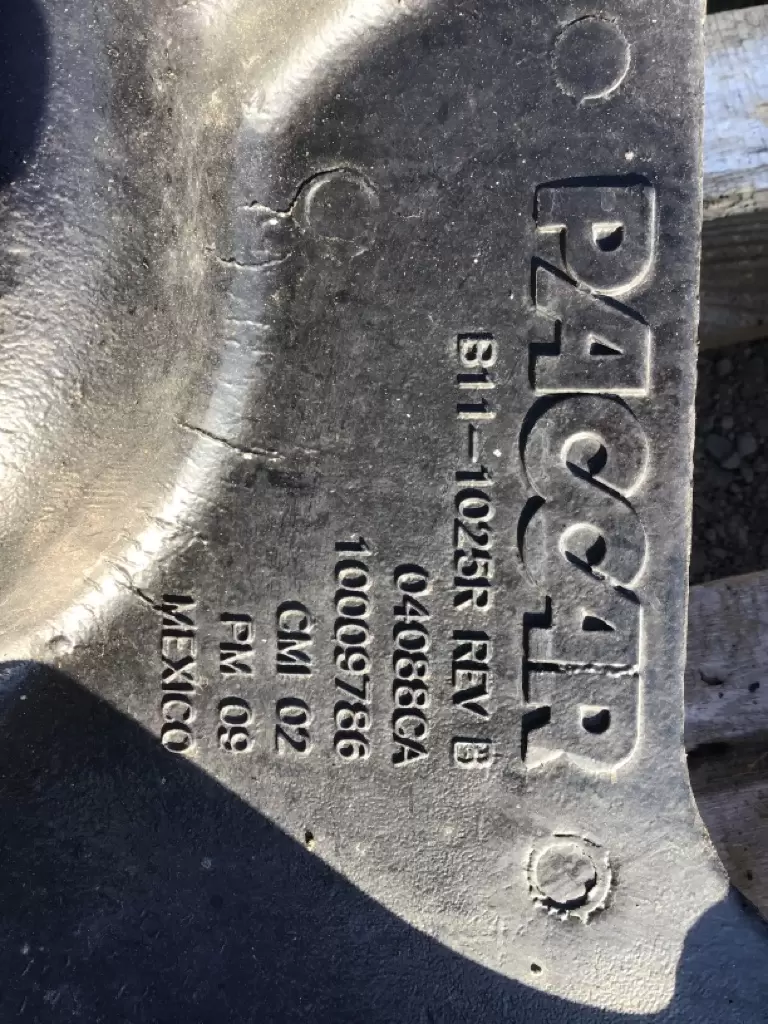 PACCAR
B11-1025R REV B
04088CA
10009786
CM 02
PM 09
MEXICO